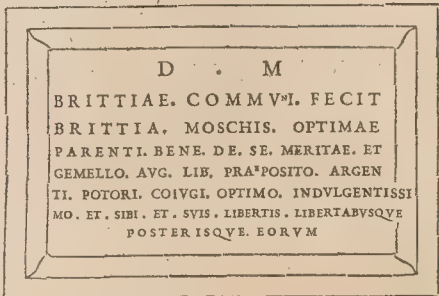 D . M
BRITTIAE. COMMVNI. FECIT
BRITTIA. MOSCHIS. OPTIMAE
PARENTI. BENE. DE. SE. MERITAE. ET
GEMELLO. AVG. LIB. PRAEPOSITO. ARGEN
TI. POTORI. COIVGI. OPTIMO. INDVLGENTISSI
MO. ET. SIBI. ET. SVIS. LIBERTIS. LIBERTABVSQVE
POSTERISQVE. EORVM